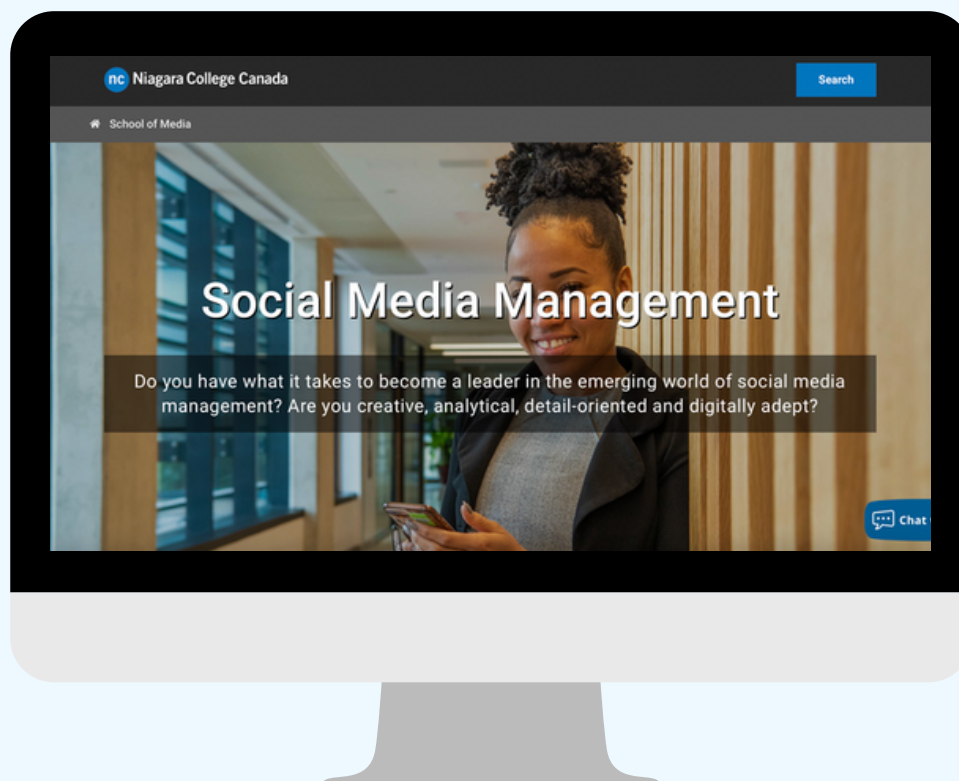 nc Niagara College Canada
Search
School of Media
Social Media Management
Do you have what it takes to become a leader in the emerging world of social media
management? Are you creative, analytical, detail-oriented and digitally adept?
Chat